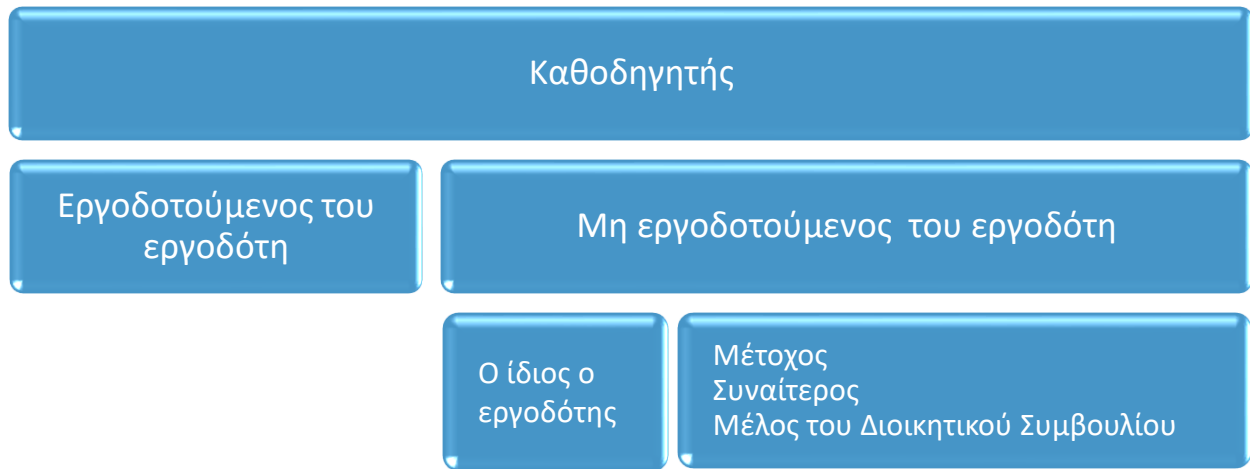 Καθοδηγητής
Εργοδοτούμενος του
εργοδότη
Μη εργοδοτούμενος  του εργοδότη
Ο ίδιος ο
εργοδότης
Μέτοχος
Συναίτερος
Μέλος του Διοικητικού Συμβουλίου